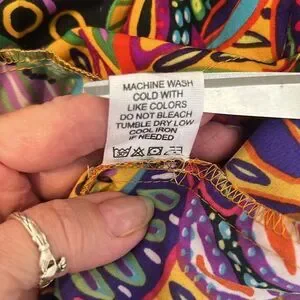 MACHINE WASH
COLD WITH
LIKE COLORS
DO NOT BLEACH
TUMBLE DRY LOW
COOL IRON
IF NEEDED